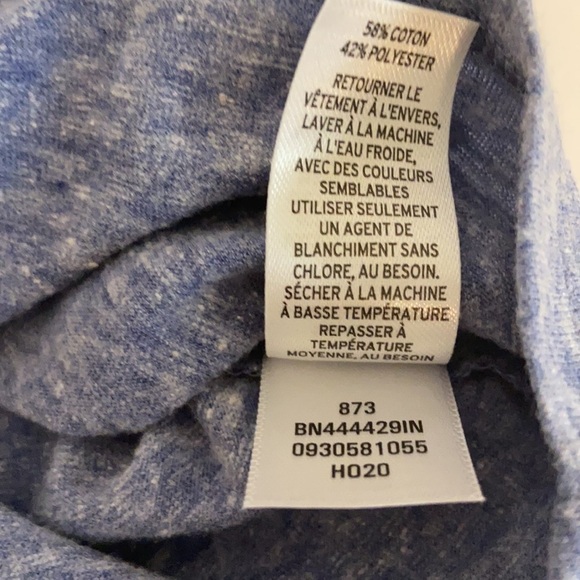 58% COTON
42% POLYESTER
RETOURNER LE
VÊTEMENT À L'ENVERS,
LAVER À LA MACHINE
À L'EAU FROIDE,
AVEC DES COULEURS
SEMBLABLES
UTILISER SEULEMENT
UN AGENT DE
BLANCHIMENT SANS
CHLORE, AU BESOIN.
SÉCHER À LA MACHINE
À BASSE TEMPÉRATURE
REPASSER À
TEMPÉRATURE
MOYENNE, AU BESOIN
873
BN444429IN
0930581055
HO20